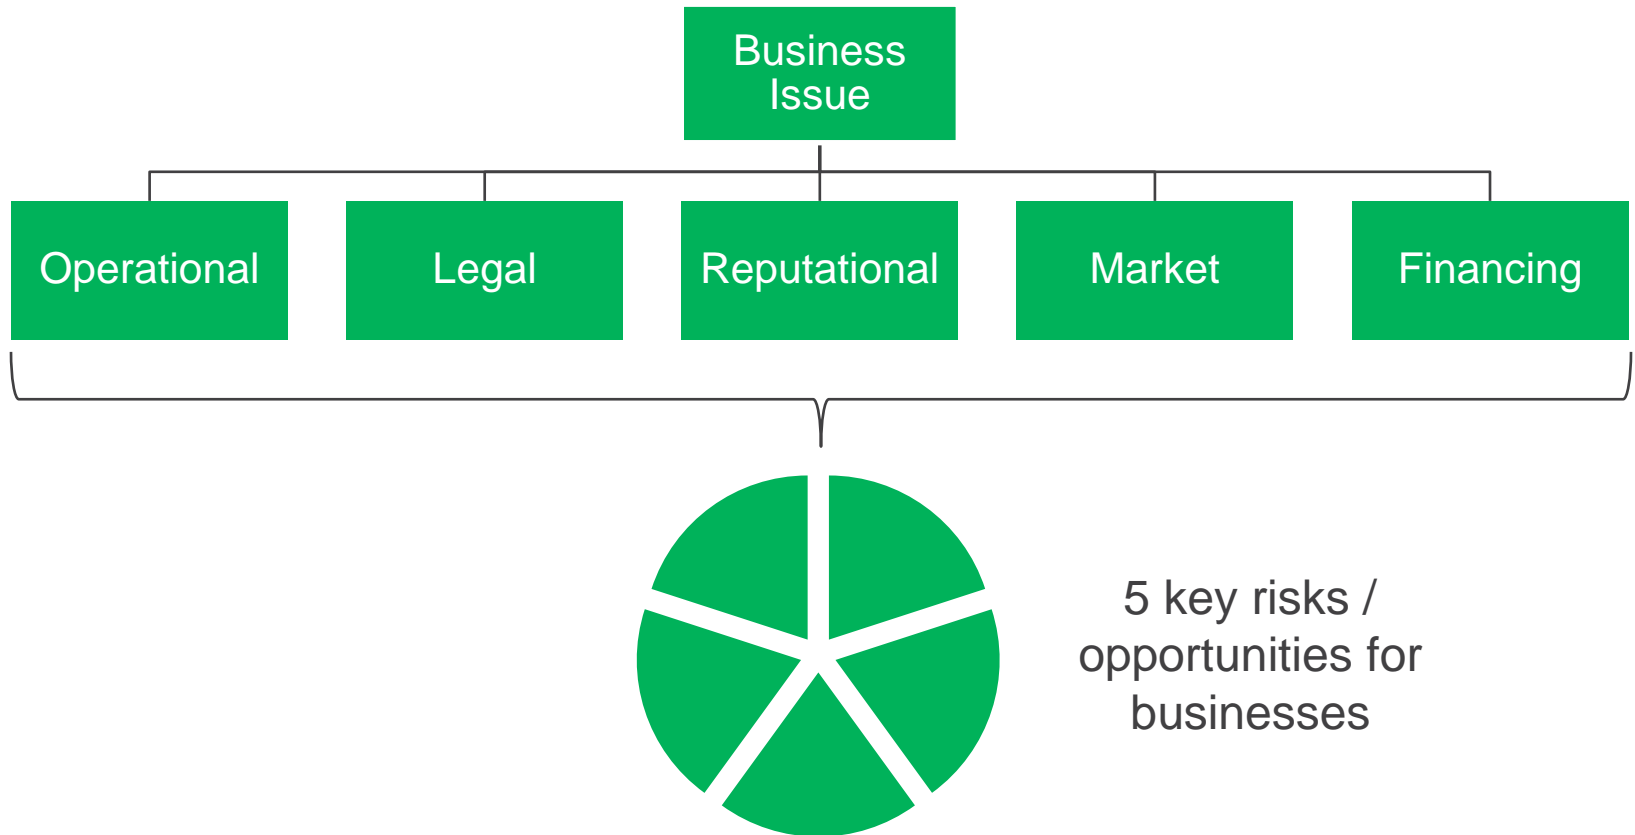 Business
Issue
Operational
Legal
Reputational
Market
Financing
5 key risks /
opportunities for
businesses